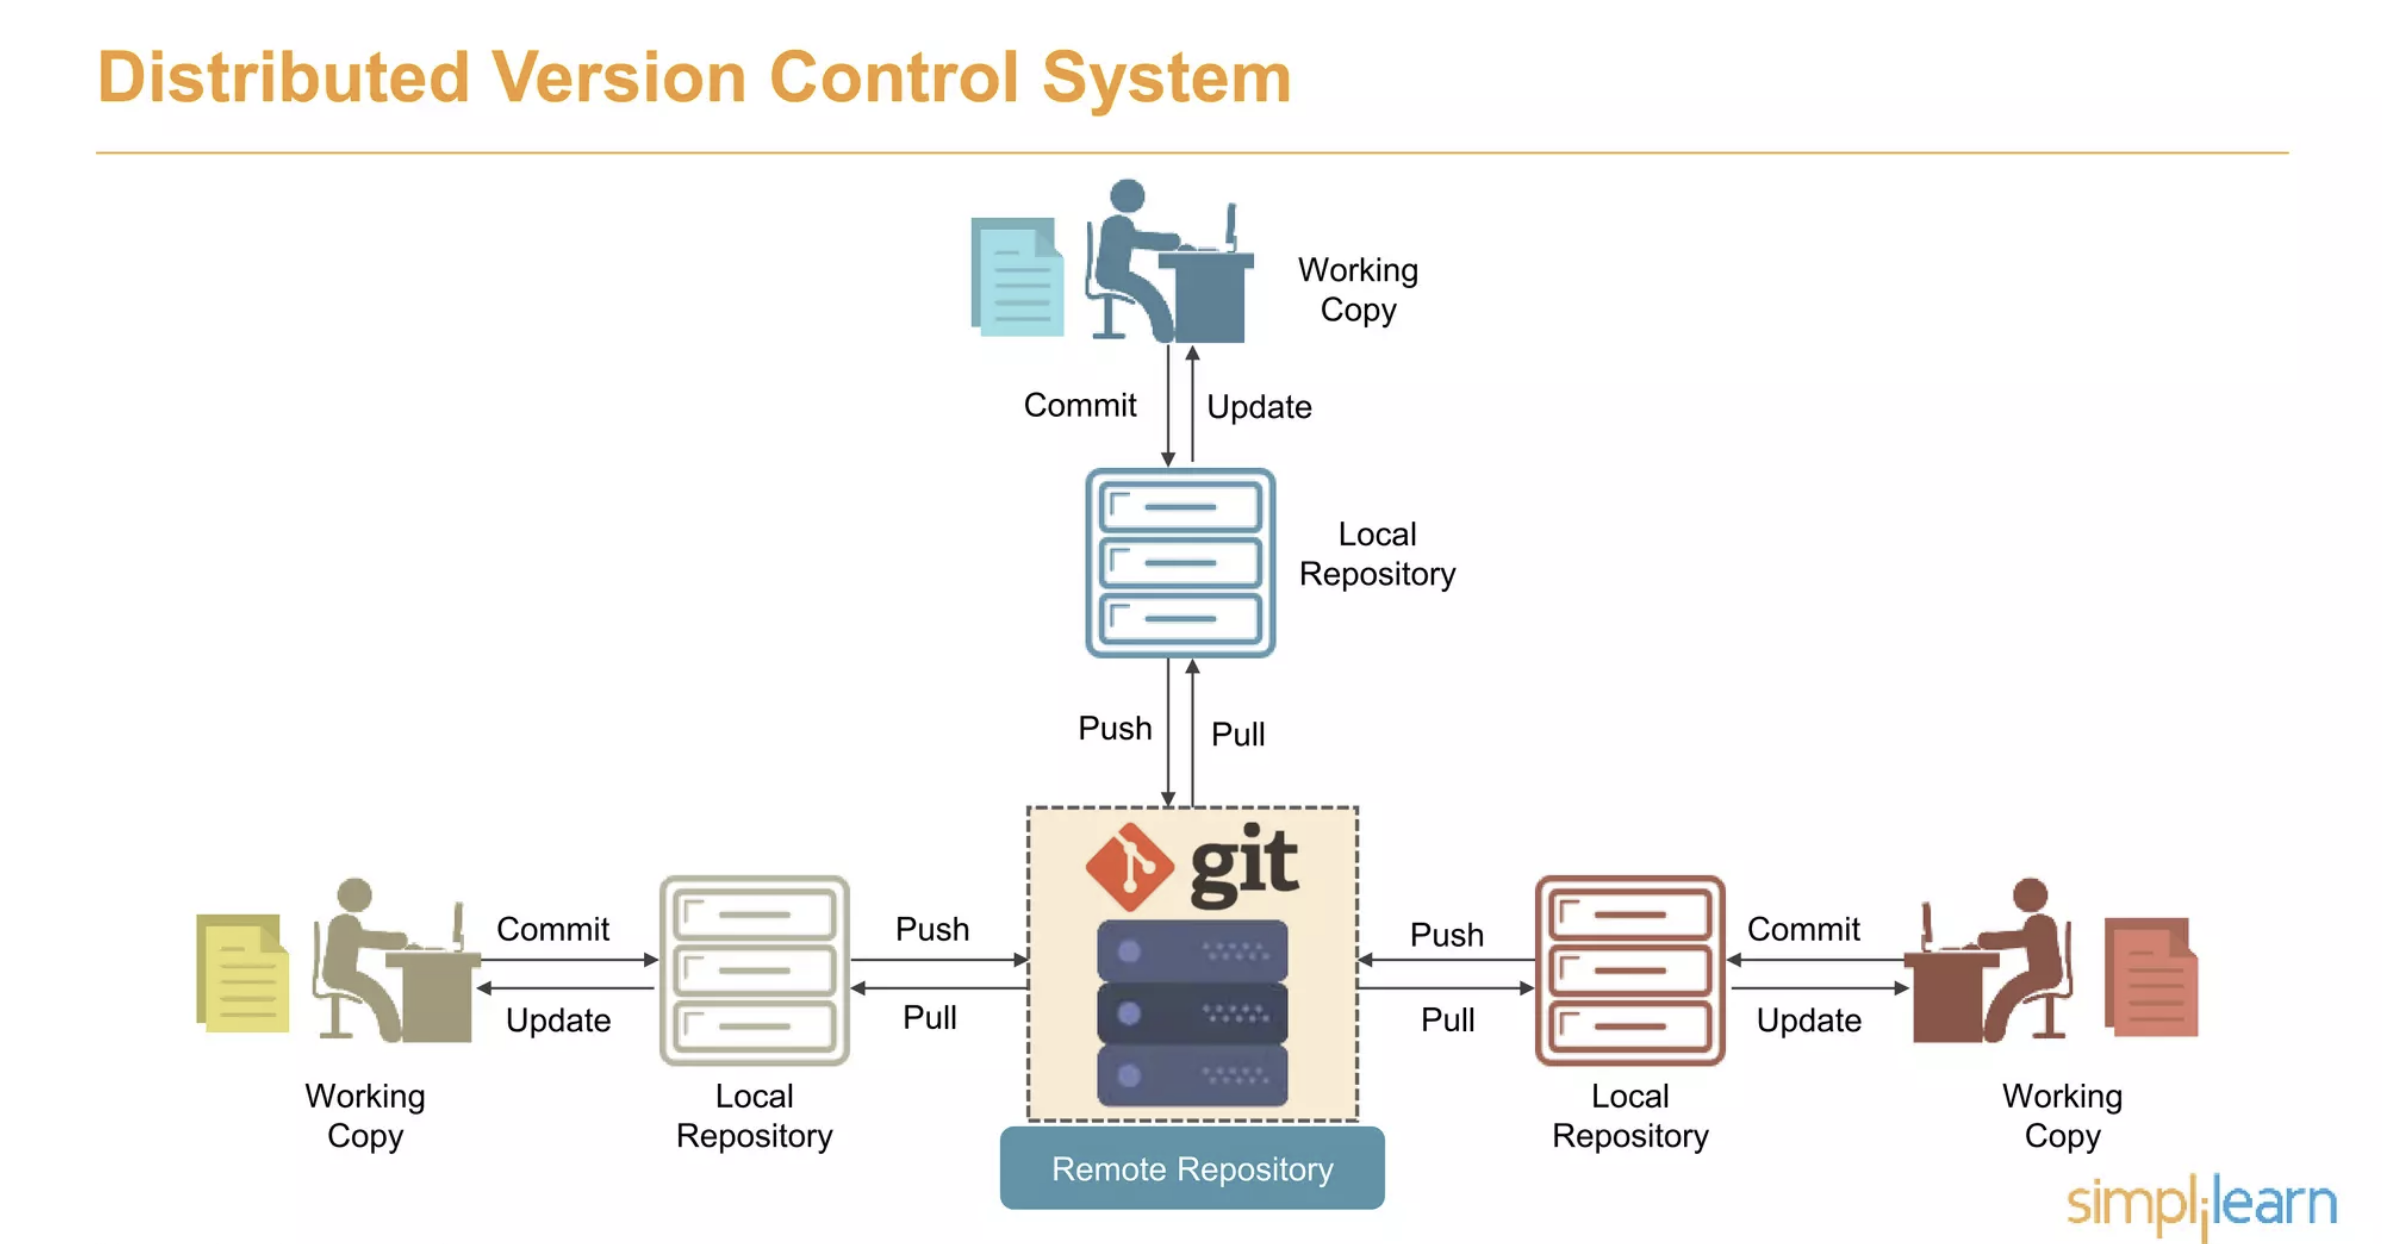 Distributed Version Control System
Working
Copy
Commit
Update
Local
Repository
Push
Pull
git
Commit
Push
Push
Commit
Update
Pull
Pull
Update
Working
Copy
Local
Repository
Local
Repository
Working
Copy
Remote Repository
simplilearn